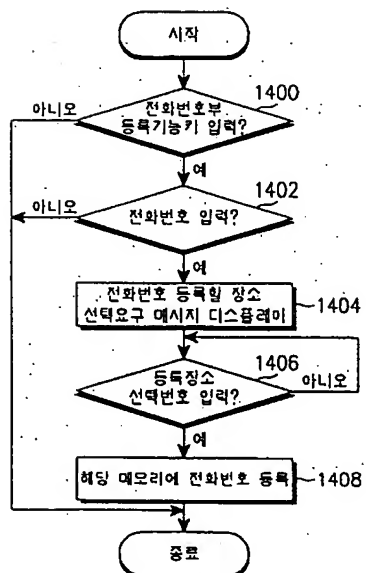 시작
1400
아니오
전화번호부
등록기능키 입력?
예
1402
아니오
전화번호 입력?
예
전화번호 등록할 장소
선택요구 메시지 디스플레이
1404
1406
등록장소
선택번호 입력?
아니오
예
해당 메모리에 전화번호 등록
1408
종료